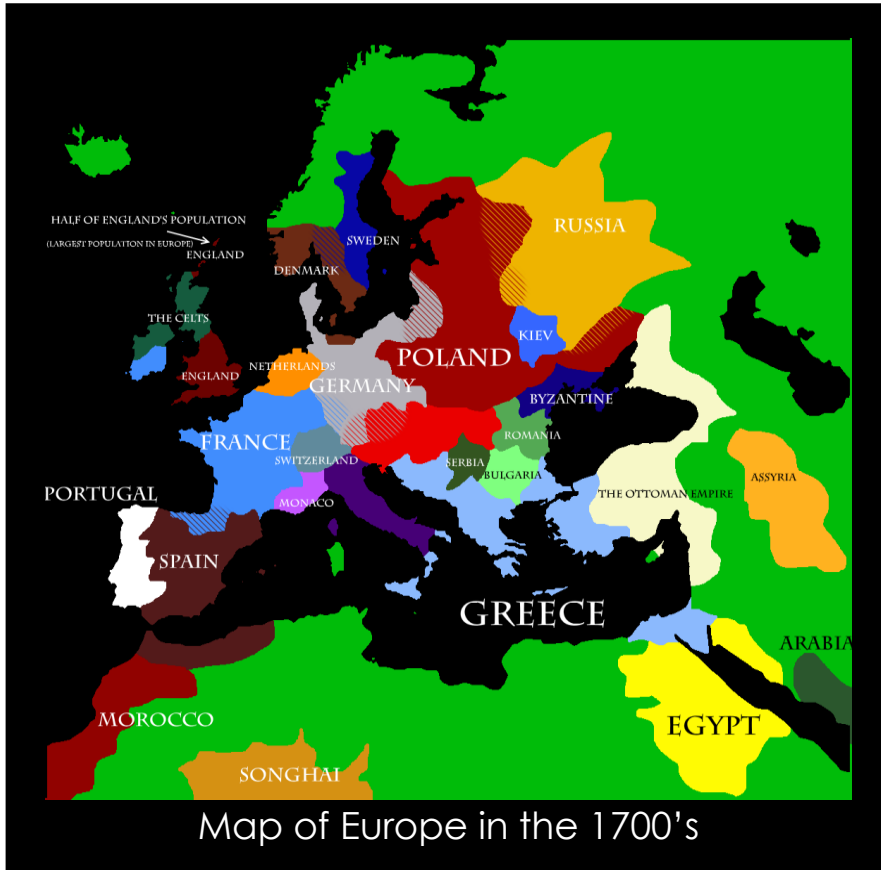 HALF OF ENGLAND'S POPULATION
(LARGEST POPULATION IN EUROPE)
ENGLAND
RUSSIA
SWEDEN
DENMARK
THE CELTS
KIEV
NETHERLANDS
POLAND
ENGLAND
GERMANY
BYZANTINE
FRANCE
ROMANIA
SWITZERLAND
SERBIA
BULGARIA
ASSYRIA
PORTUGAL
MONACO
THE OTTOMAN EMPIRE
SPAIN
GREECE
ARABIA
MOROCCO
EGYPT
SONGHAI
Map of Europe in the 1700's